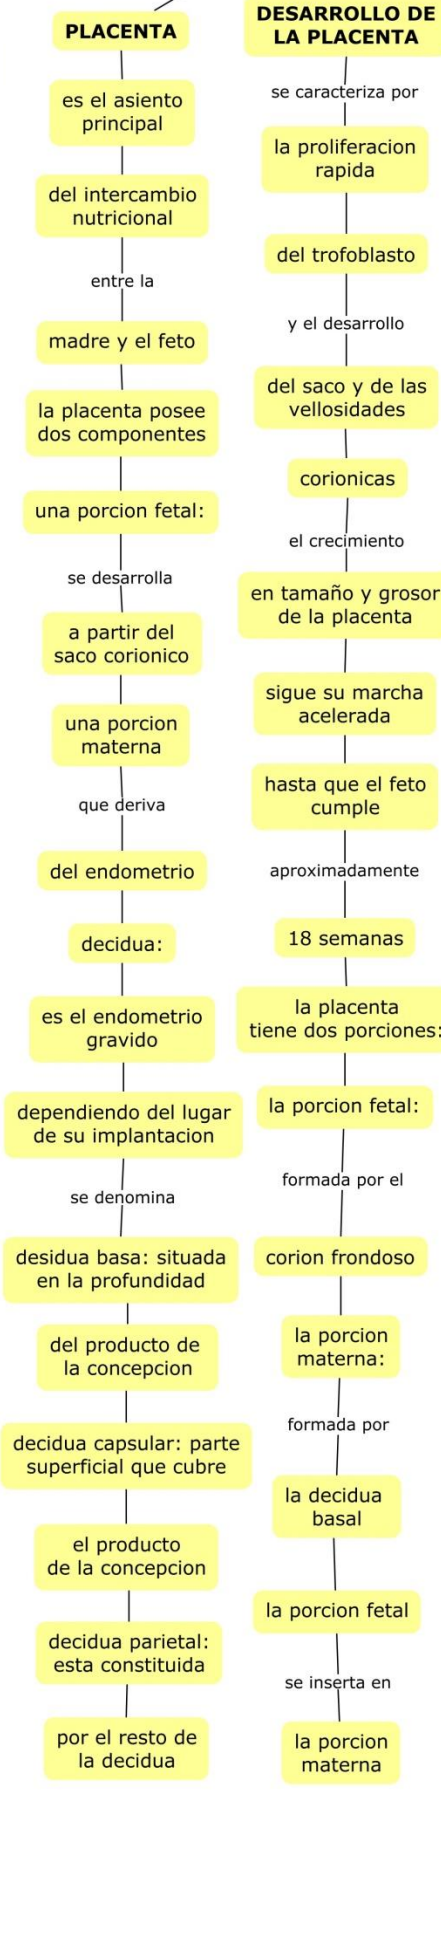 PLACENTA
es el asiento
principal
del intercambio
nutricional
entre la
madre y el feto
la placenta posee
dos componentes
una porcion fetal:
se desarrolla
a partir del
saco corionico
una porcion
materna
que deriva
del endometrio
decidua:
es el endometrio
gravido
dependiendo del lugar
de su implantacion
se denomina
desidua basa: situada
en la profundidad
del producto de
la concepcion
decidua capsular: parte
superficial que cubre
el producto
de la concepcion
decidua parietal:
esta constituida
por el resto de
la decidua
DESARROLLO DE
LA PLACENTA
se caracteriza por
la proliferacion
rapida
del trofoblasto
y el desarrollo
del saco y de las
vellosidades
corionicas
el crecimiento
en tamaño y grosor
de la placenta
sigue su marcha
acelerada
hasta que el feto
cumple
aproximadamente
18 semanas
la placenta
tiene dos porciones:
la porcion fetal:
formada por el
corion frondoso
la porcion
materna:
formada por
la decidua
basal
la porcion fetal
se inserta en
la porcion
materna